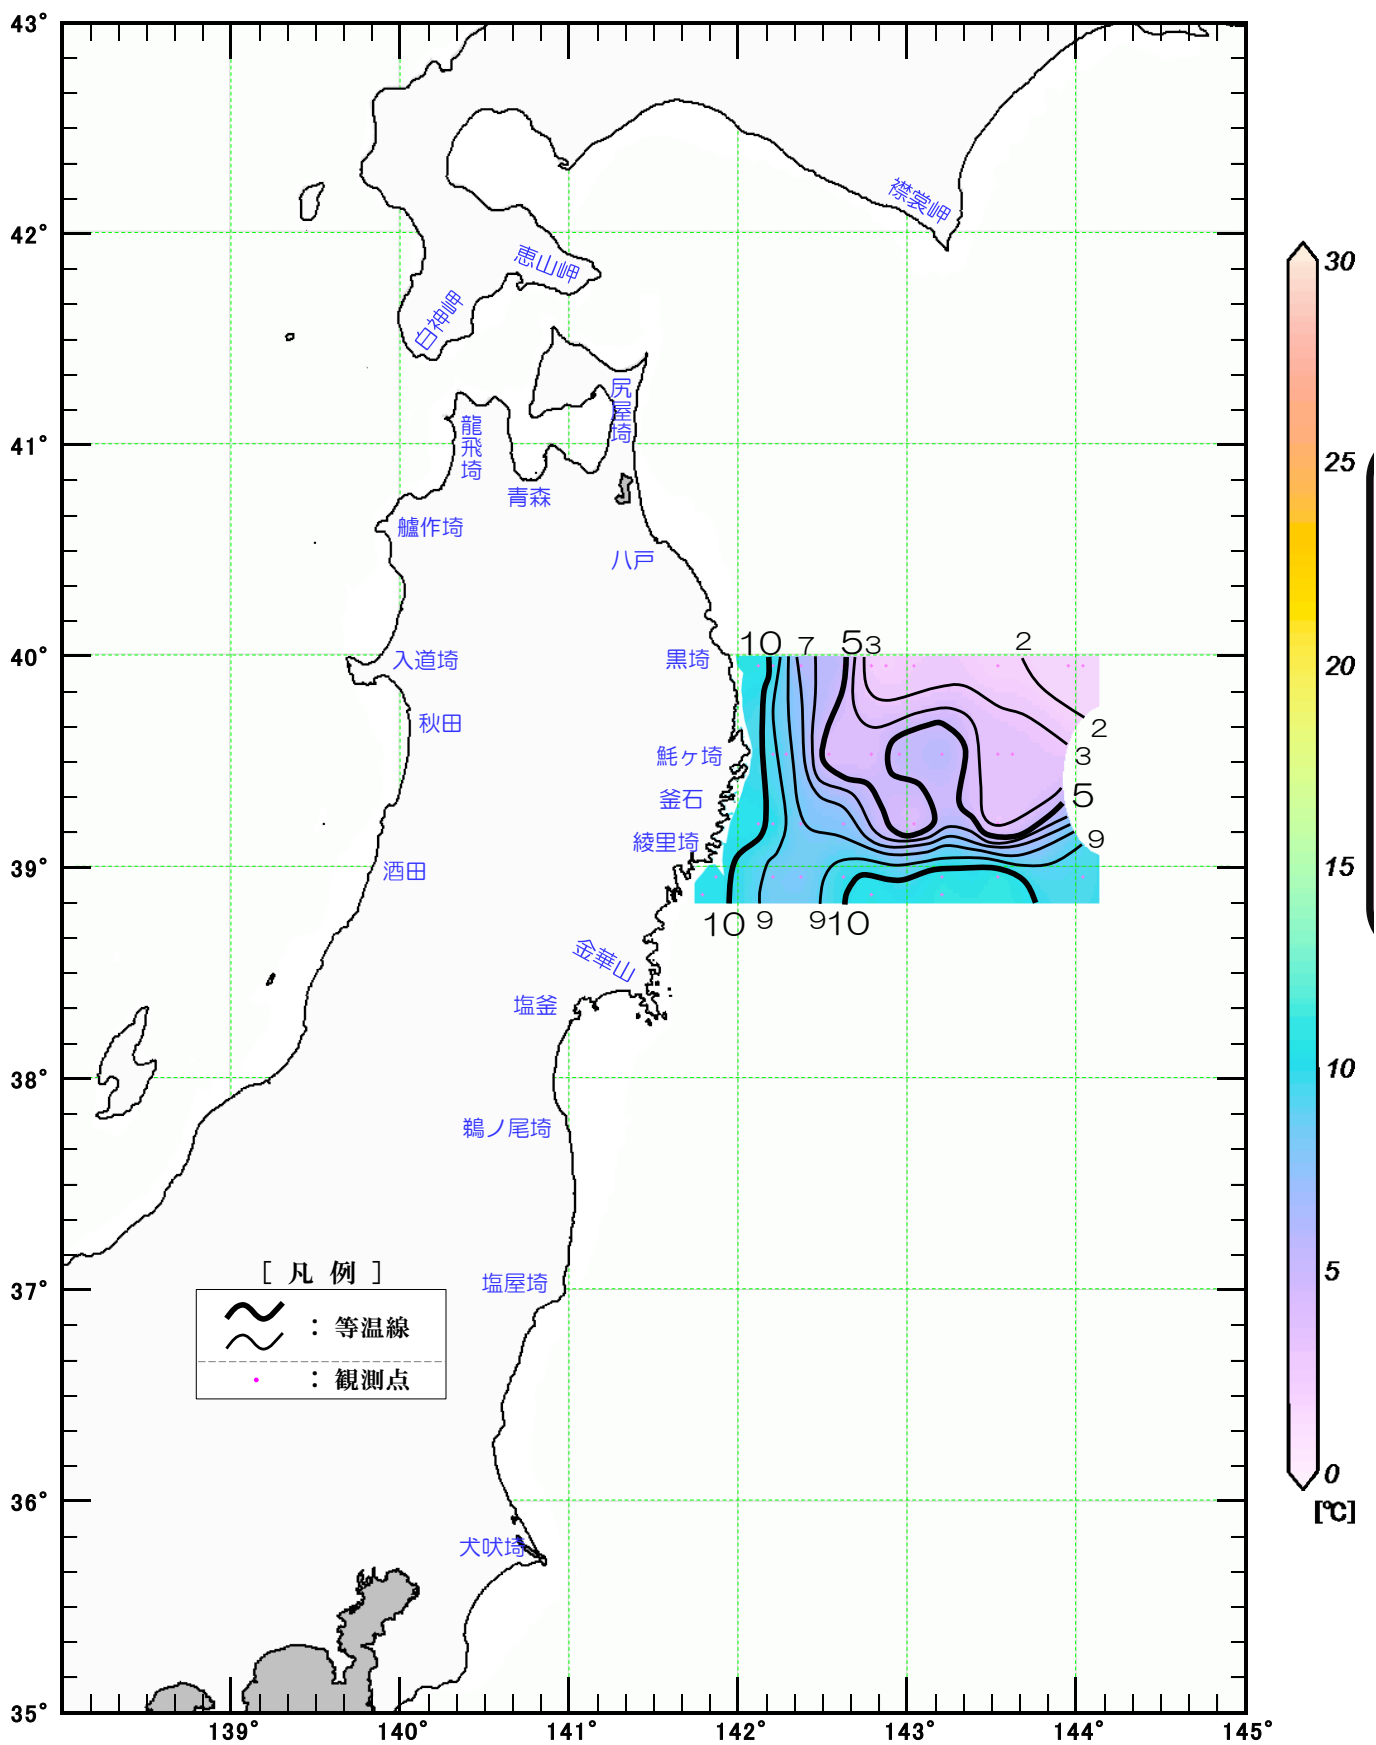 43°
襟裳岬
42°
恵山岬
白神岬
30
尻屋埼
龍飛埼
41°
25
青森
艫作埼
八戸
10 7 5 3 2
40°
入道埼
黒埼
20
秋田
2
魹ヶ埼
3
釜石
5
綾里埼
9
39°
酒田
15
10 9 9 10
金華山
塩釜
38°
10
鵜ノ尾埼
37°
塩屋埼
5
[ 凡 例 ]
: 等温線
: 観測点
0
36°
[℃]
犬吠埼
35°
139° 140° 141° 142° 143° 144° 145°